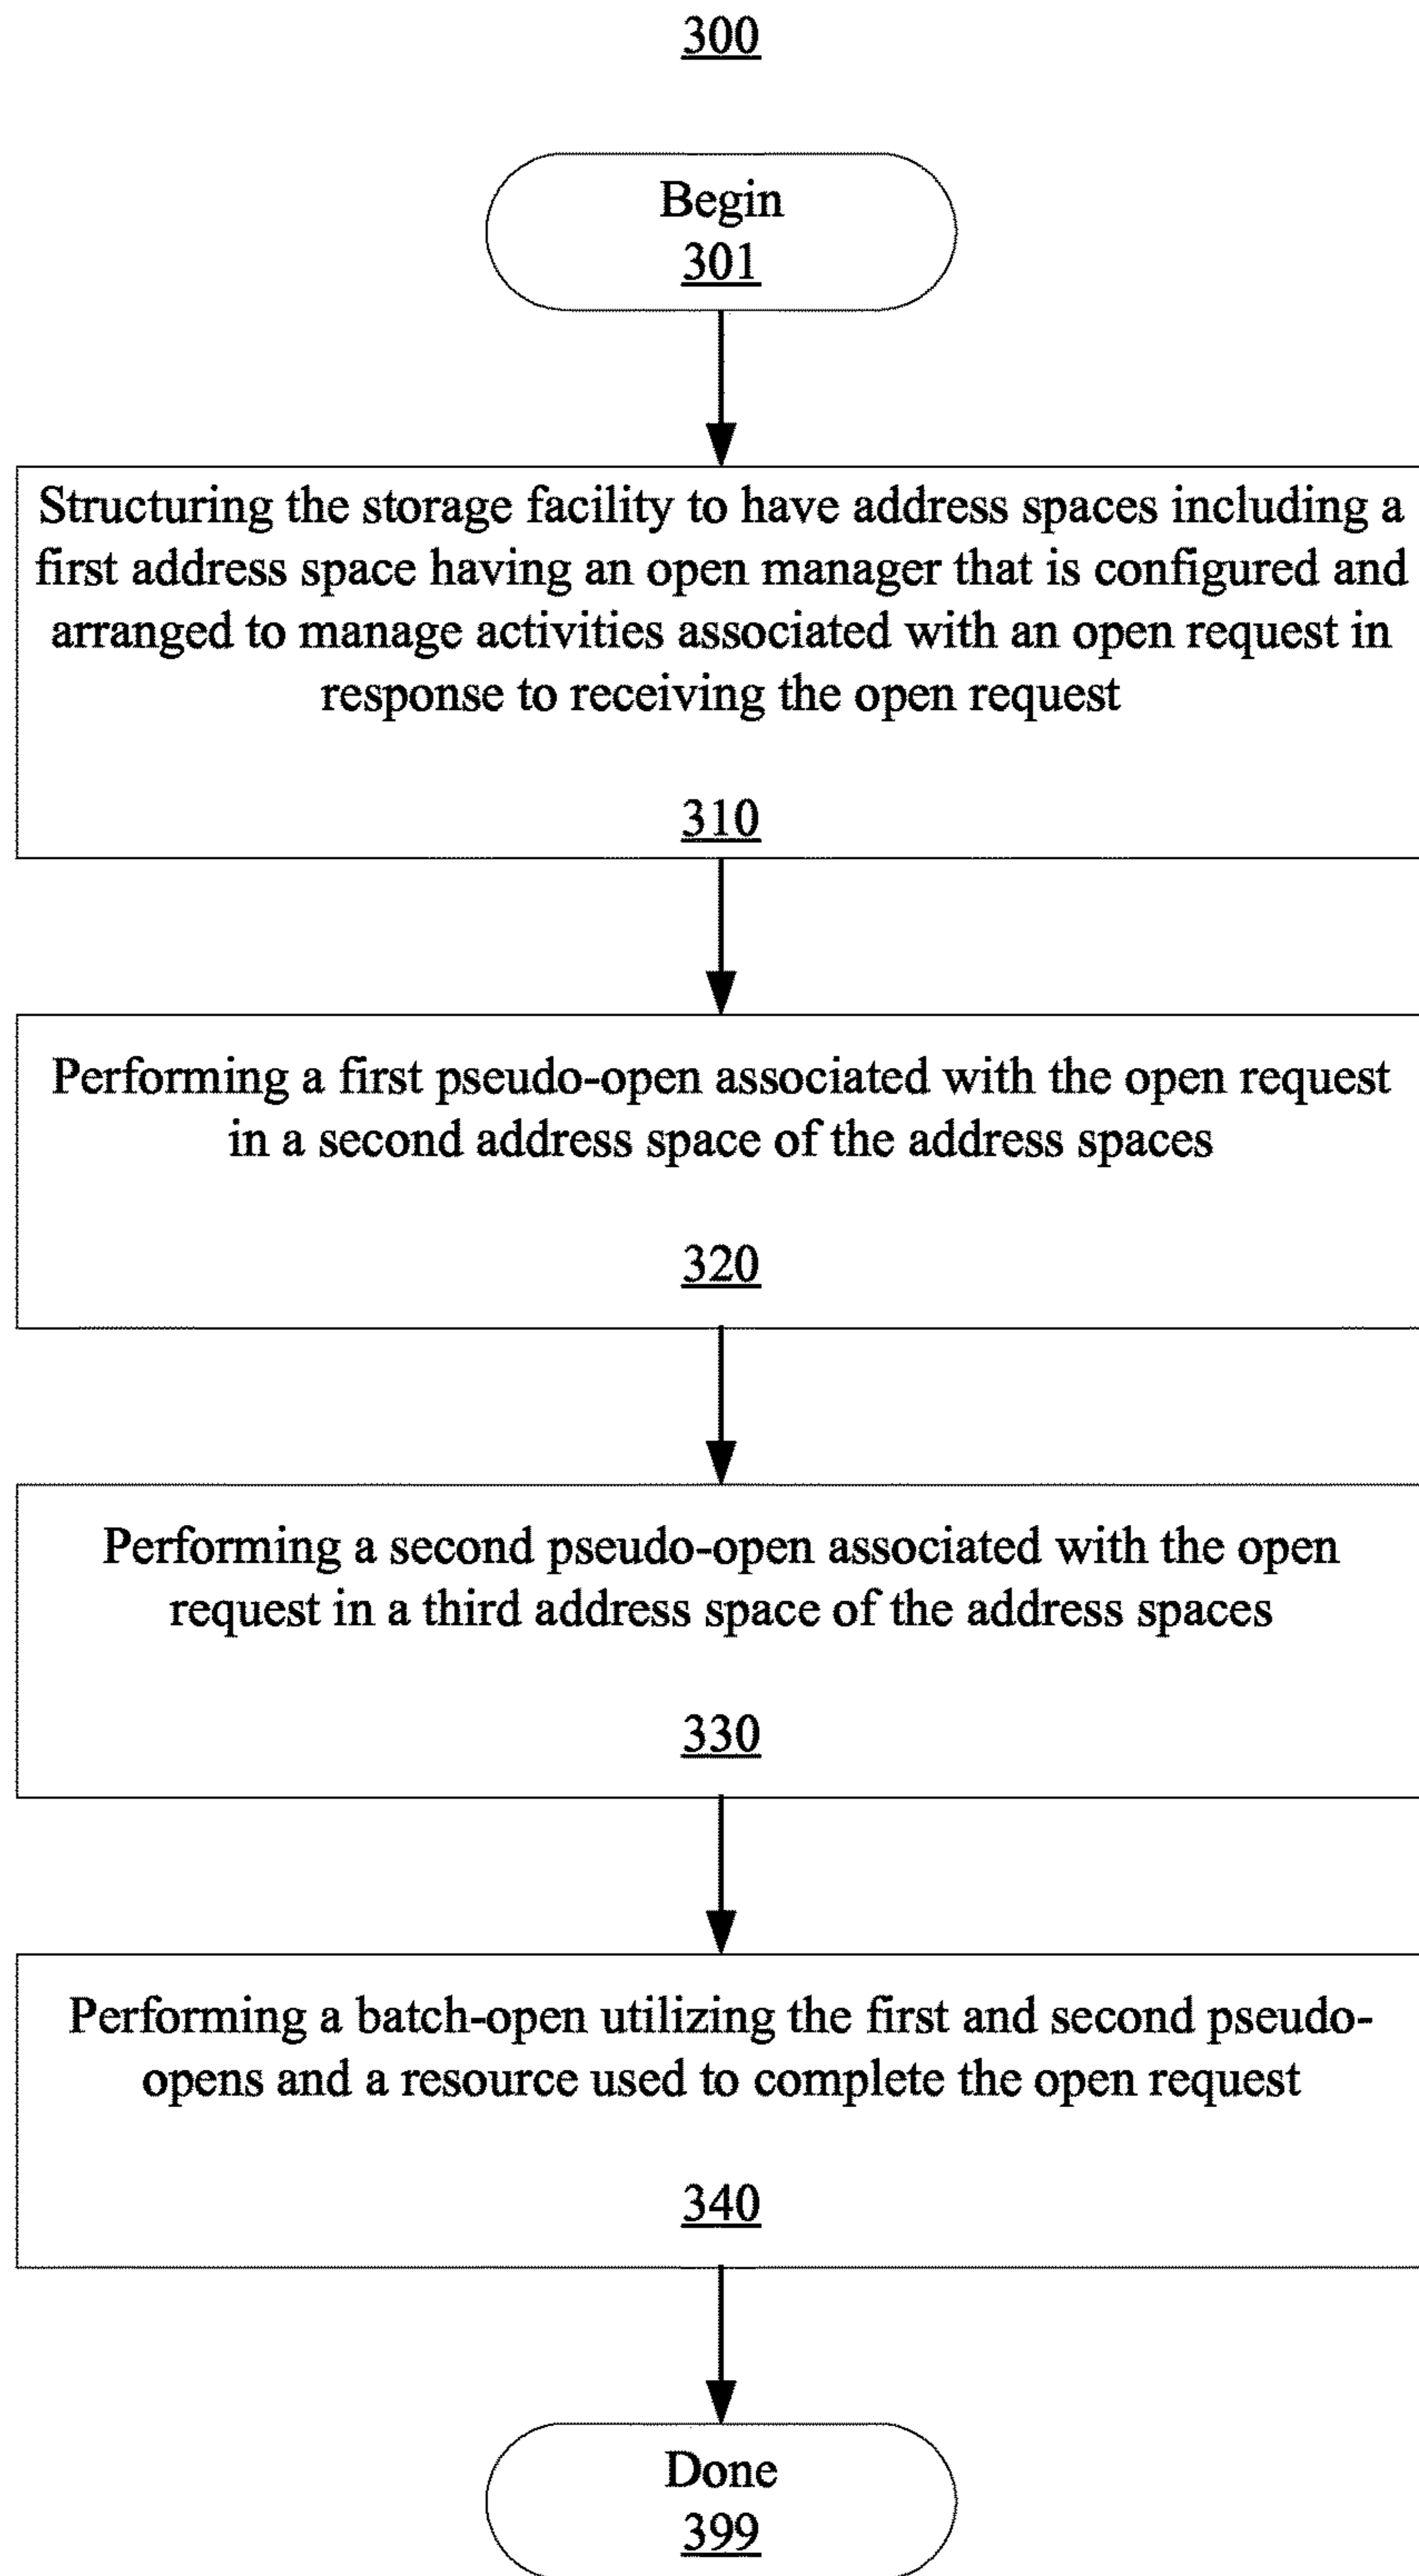 300
Begin
301
Structuring the storage facility to have address spaces including a
first address space having an open manager that is configured and
arranged to manage activities associated with an open request in
response to receiving the open request
310
Performing a first pseudo-open associated with the open request
in a second address space of the address spaces
320
Performing a second pseudo-open associated with the open
request in a third address space of the address spaces
330
Performing a batch-open utilizing the first and second pseudo-
opens and a resource used to complete the open request
340
Done
399